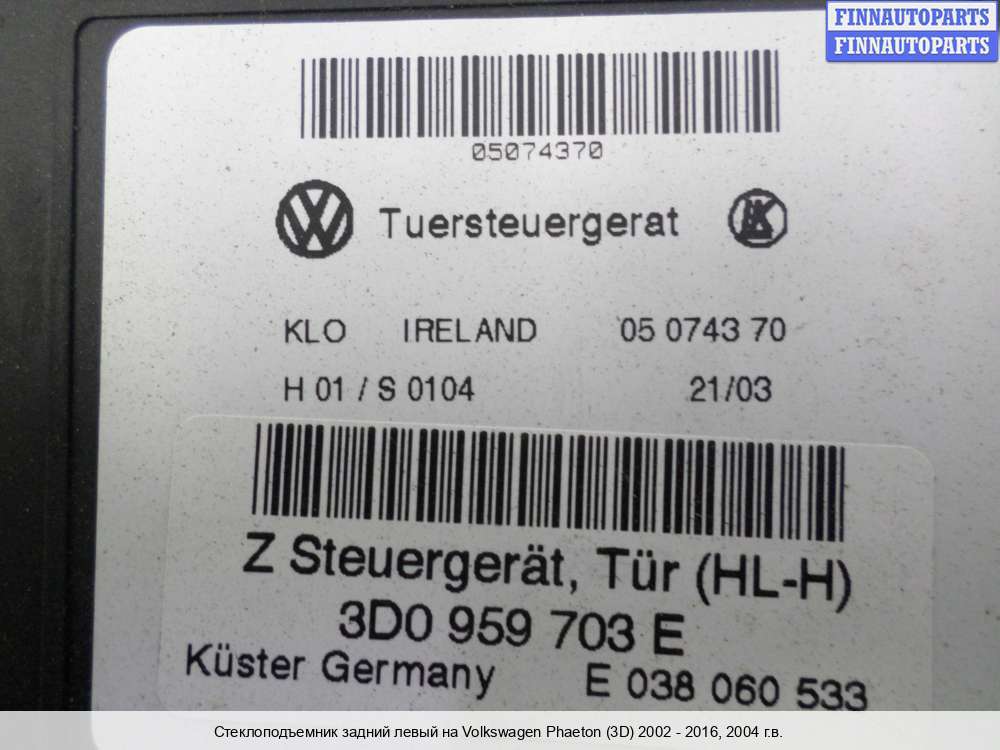 FINNAUTOPARTS
FINNAUTOPARTS
05074370
Tuersteuergerat
KLO IRELAND 05 0743 70
H 01 / S 0104 21/03
Z Steuergerät, Tür (HL-H)
3D0 959 703 E
Küster Germany E 038 060 533
Стеклоподъемник задний левый на Volkswagen Phaeton (3D) 2002 - 2016, 2004 г.в.